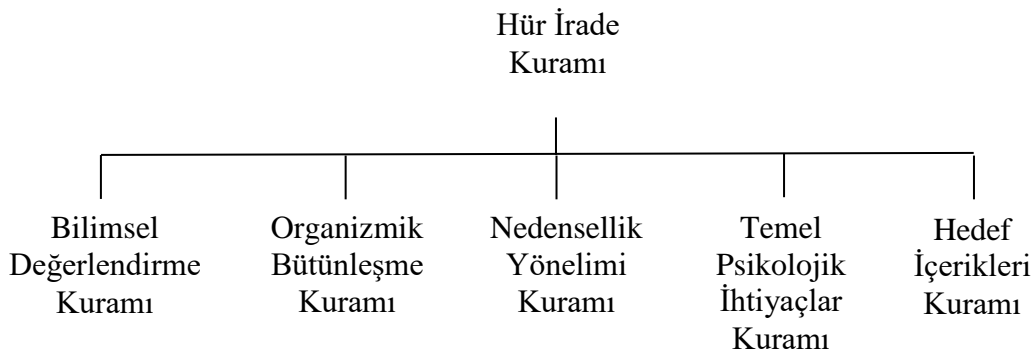 Hür İrade
Kuramı
Bilimsel
Değerlendirme
Kuramı
Organizmik
Bütünleşme
Kuramı
Nedensellik
Yönelimi
Kuramı
Temel
Psikolojik
İhtiyaçlar
Kuramı
Hedef
İçerikleri
Kuramı